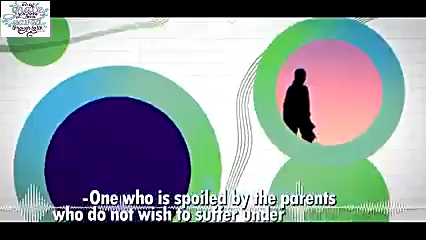 -One who is spoiled by the parents
who do not wish to suffer under